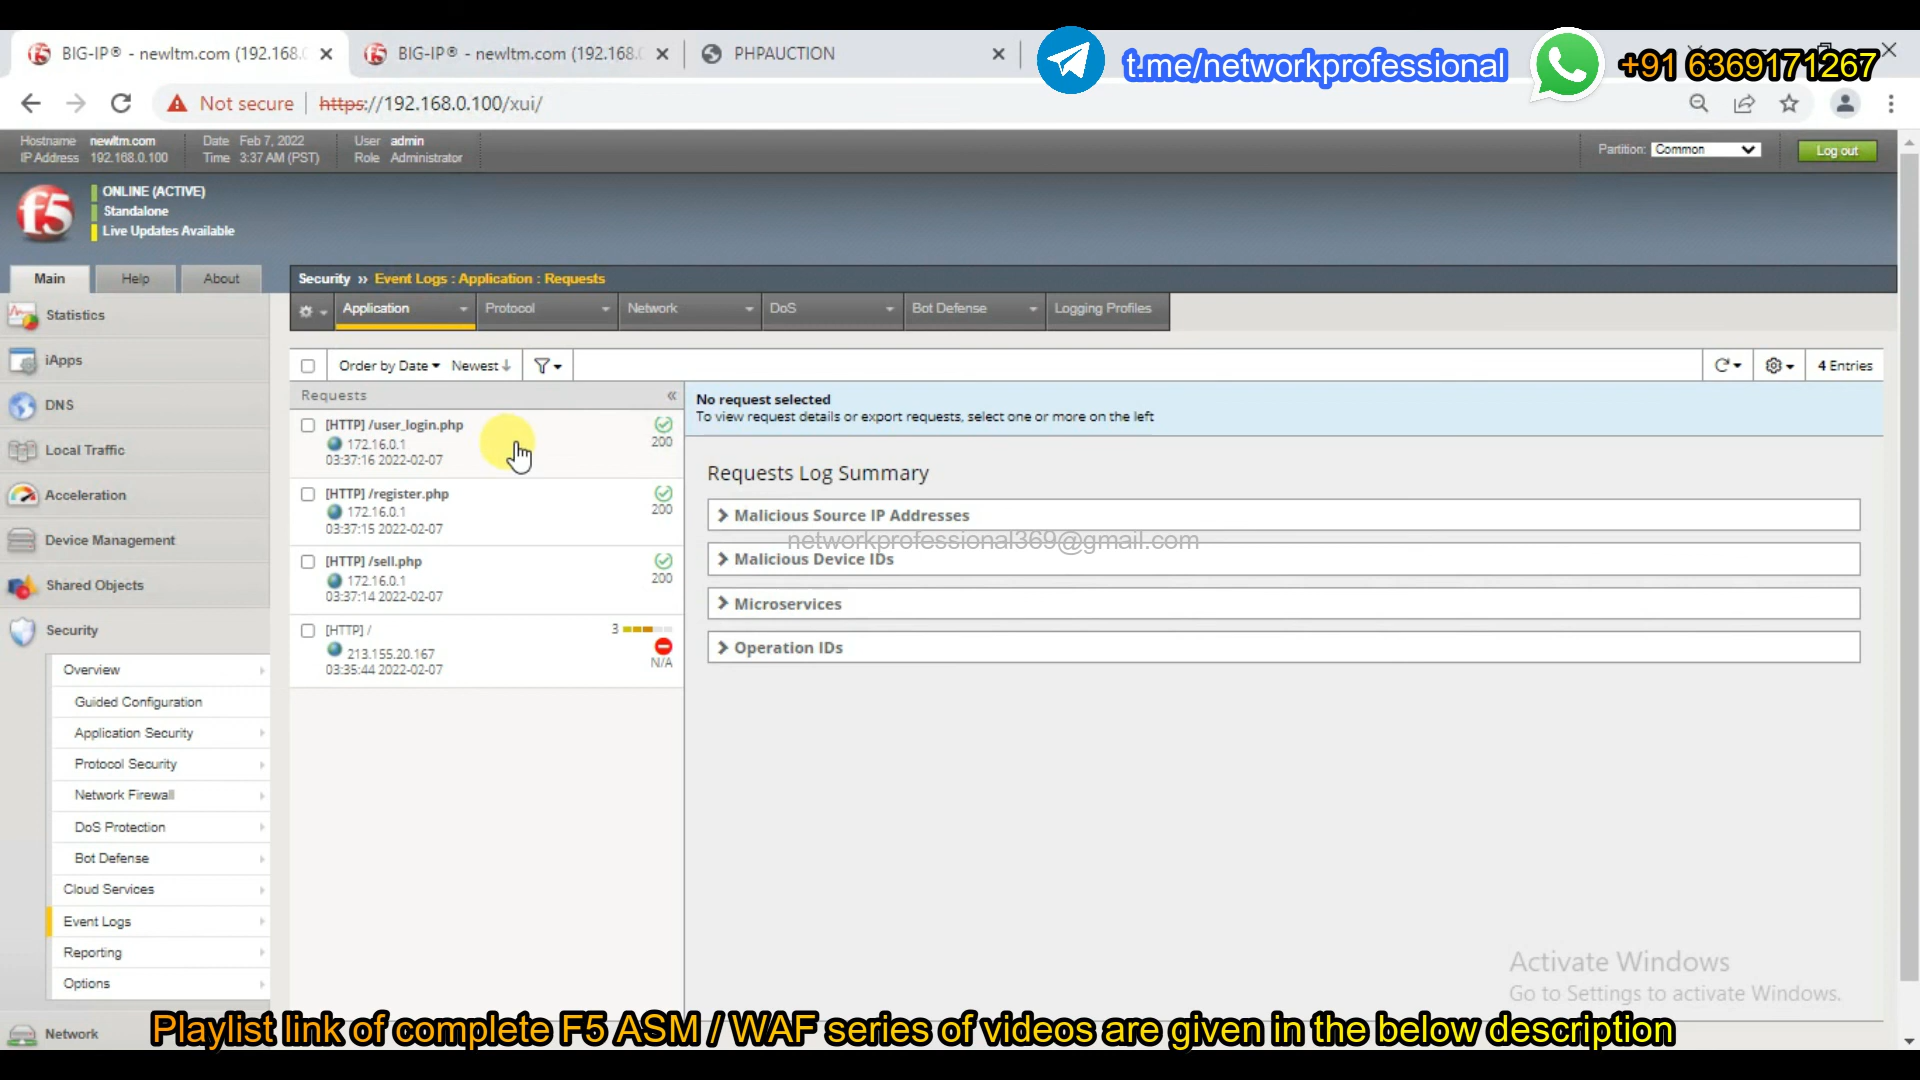 BIG-IP® - newltm.com (192.168.0
BIG-IP® - newltm.com (192.168.0
PHPAUCTION
t.me/networkprofessional
+91 6369171267
Not secure
https://192.168.0.100/xui/
Hostname newltm.com
IP Address 192.168.0.100
Date Feb 7, 2022
Time 3:37 AM (PST)
User admin
Role Administrator
Partition: Common
Log out
f5
ONLINE (ACTIVE)
Standalone
Live Updates Available
Main
Help
About
Security » Event Logs : Application : Requests
Application
Protocol
Network
DoS
Bot Defense
Logging Profiles
Statistics
iApps
DNS
Local Traffic
Acceleration
Device Management
Shared Objects
Security
Overview
Guided Configuration
Application Security
Protocol Security
Network Firewall
DoS Protection
Bot Defense
Cloud Services
Event Logs
Reporting
Options
Network
Order by Date
Newest
4 Entries
Requests
[HTTP] /user_login.php
172.16.0.1
03:37:16 2022-02-07
200
[HTTP] /register.php
172.16.0.1
03:37:15 2022-02-07
200
[HTTP] /sell.php
172.16.0.1
03:37:14 2022-02-07
200
[HTTP] /
213.155.20.167
03:35:44 2022-02-07
3
N/A
No request selected
To view request details or export requests, select one or more on the left
Requests Log Summary
Malicious Source IP Addresses
networkprofessional369@gmail.com
Malicious Device IDs
Microservices
Operation IDs
Activate Windows
Go to Settings to activate Windows.
Playlist link of complete F5 ASM / WAF series of videos are given in the below description